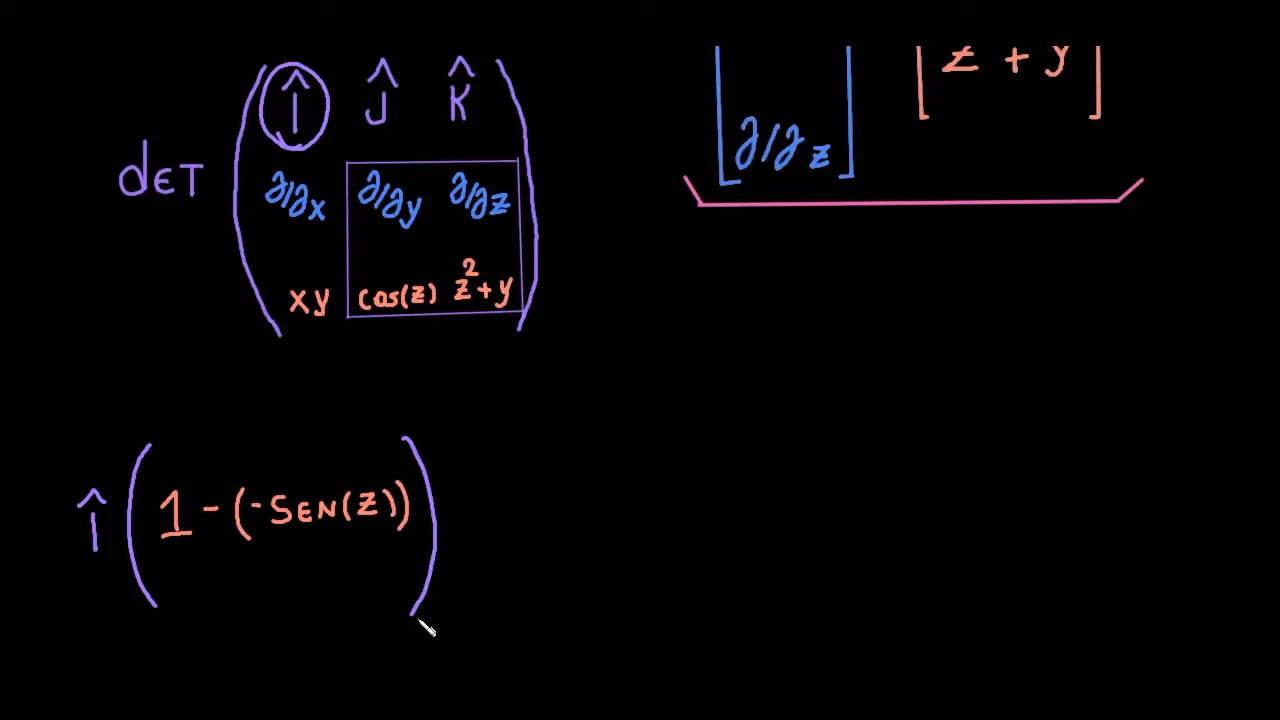 Î Ĵ K̂
dET
∂/∂x ∂/∂y ∂/∂z
xy cos(z) z²+y
∂/∂z
z + y
Î (1-(-SEN(z)))